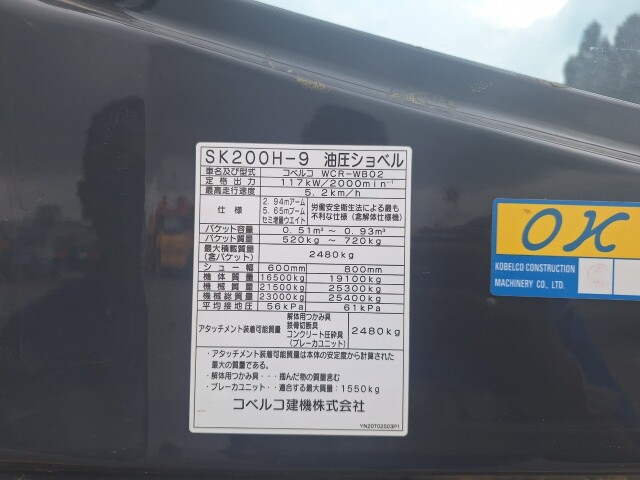 SK200H-9 油圧ショベル
車名及び型式 コベルコ WCR-WB02
定格出力 117kW/2000min⁻¹
最高走行速度 5.2km/h
仕様 2.94mアーム 5.65mブーム セミ増量ウエイト 労働安全衛生法による最も不利な仕様(含解体仕様機)
バケット容量 0.51m³ ～ 0.93m³
バケット質量 520kg ～ 720kg
最大積載質量(含バケット) 2480kg
シュー幅 600mm 800mm
機体質量 16500kg 19100kg
機械質量 21500kg 25300kg
機械総質量 23000kg 25400kg
平均接地圧 56kPa 61kPa
アタッチメント装着可能質量 解体用つかみ具 鉄骨切断具 コンクリート圧砕具 (ブレーカユニット) 2480kg
・アタッチメント装着可能質量は本体の安定度から計算された
最大の質量である。
・解体用つかみ具・・・掴んだ物の質量含む
・ブレーカユニット・・適合する最大質量：1550kg
コベルコ建機株式会社
YN20T02503P1
OK
KOBELCO CONSTRUCTION
MACHINERY CO., LTD.